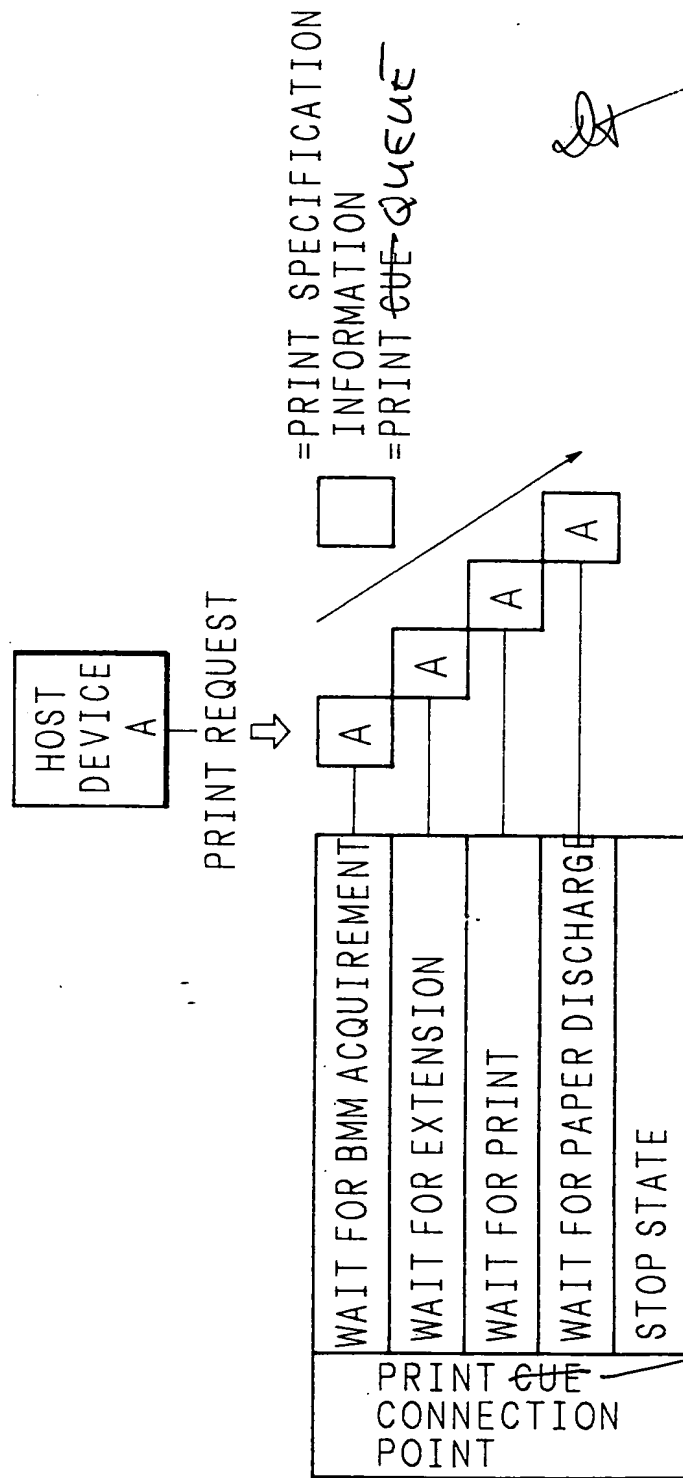 HOST
DEVICE
A
PRINT REQUEST
=PRINT SPECIFICATION
INFORMATION
=PRINT CUE QUEUE
A
A
A
A
WAIT FOR BMM ACQUIREMENT
WAIT FOR EXTENSION
WAIT FOR PRINT
WAIT FOR PAPER DISCHARGE
STOP STATE
PRINT CUE
CONNECTION
POINT